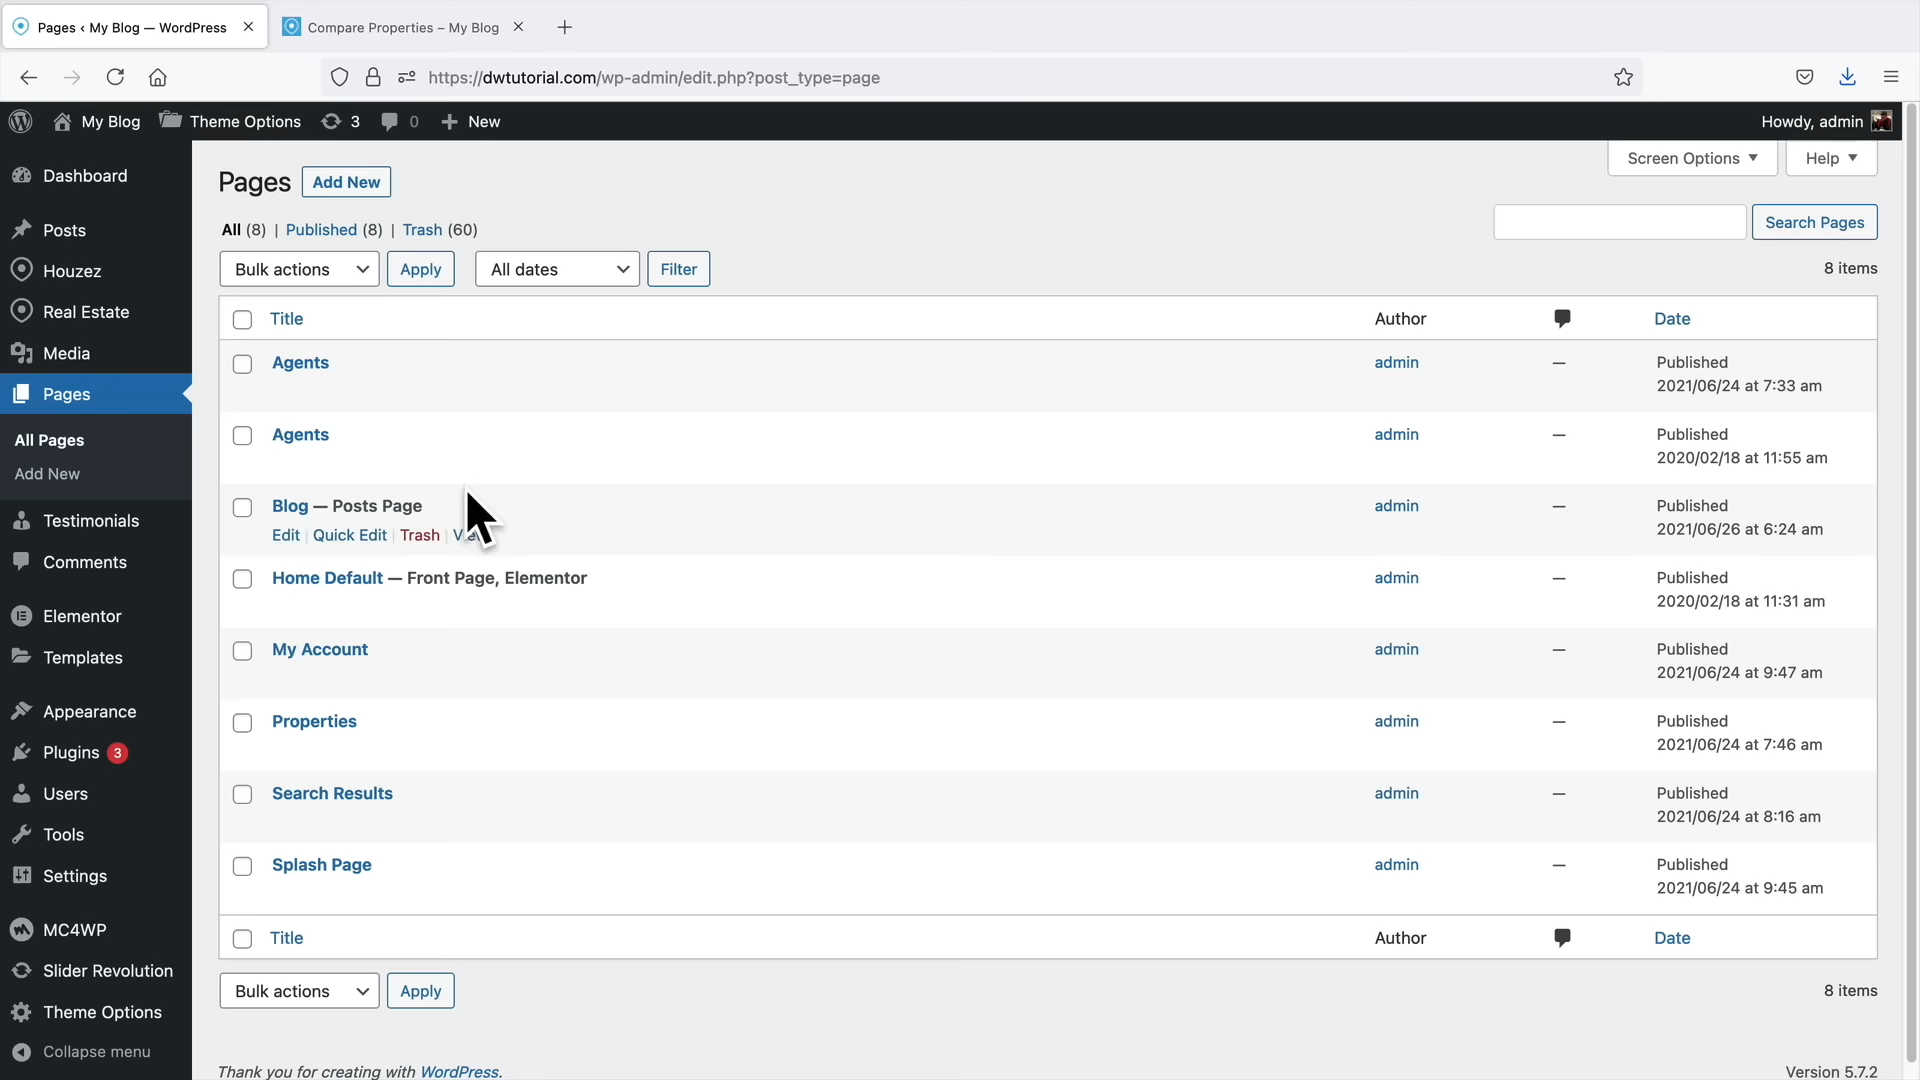 Pages ‹ My Blog — WordPress
Compare Properties – My Blog
https://dwtutorial.com/wp-admin/edit.php?post_type=page
My Blog
Theme Options
3
0
New
Howdy, admin
Dashboard
Posts
Houzez
Real Estate
Media
Pages
All Pages
Add New
Testimonials
Comments
Elementor
Templates
Appearance
Plugins 3
Users
Tools
Settings
MC4WP
Slider Revolution
Theme Options
Collapse menu
Screen Options
Help
Pages
Add New
All (8) | Published (8) | Trash (60)
Search Pages
Bulk actions
Apply
All dates
Filter
8 items
Title Author Date
Agents admin — Published
2021/06/24 at 7:33 am
Agents admin — Published
2020/02/18 at 11:55 am
Blog — Posts Page admin — Published
Edit | Quick Edit | Trash | 2021/06/26 at 6:24 am
Home Default — Front Page, Elementor admin — Published
2020/02/18 at 11:31 am
My Account admin — Published
2021/06/24 at 9:47 am
Properties admin — Published
2021/06/24 at 7:46 am
Search Results admin — Published
2021/06/24 at 8:16 am
Splash Page admin — Published
2021/06/24 at 9:45 am
Title Author Date
Bulk actions
Apply
8 items
Thank you for creating with WordPress.
Version 5.7.2